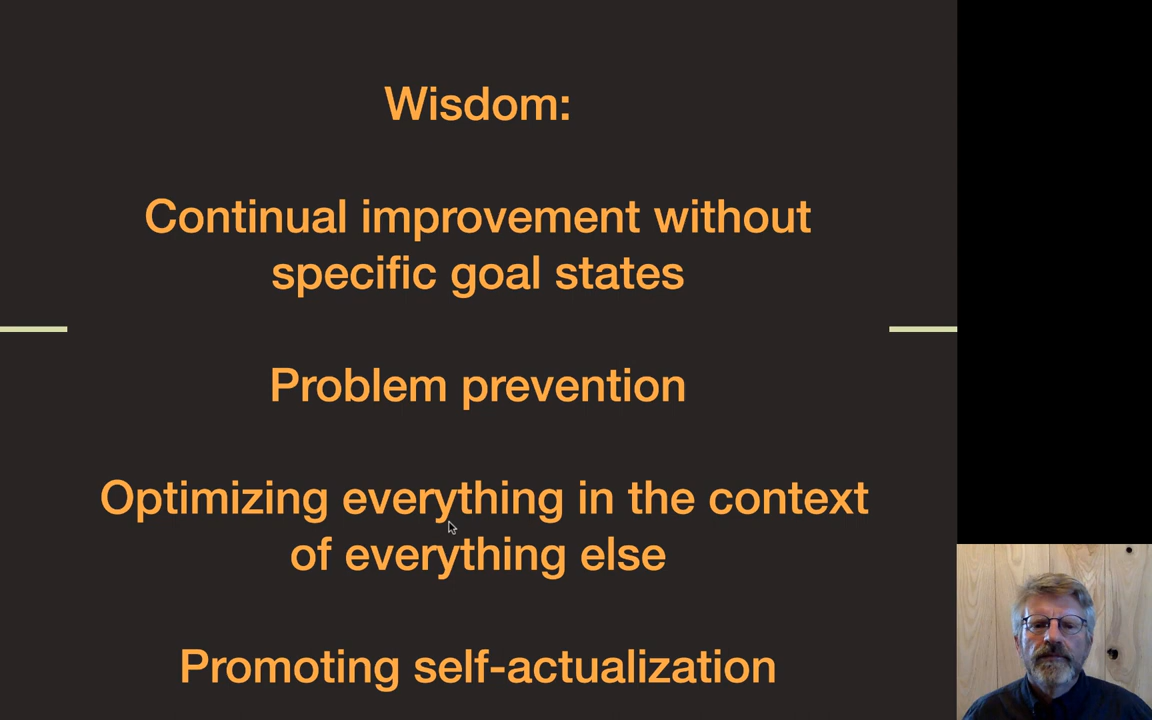 Wisdom:
Continual improvement without
specific goal states
Problem prevention
Optimizing everything in the context
of everything else
Promoting self-actualization